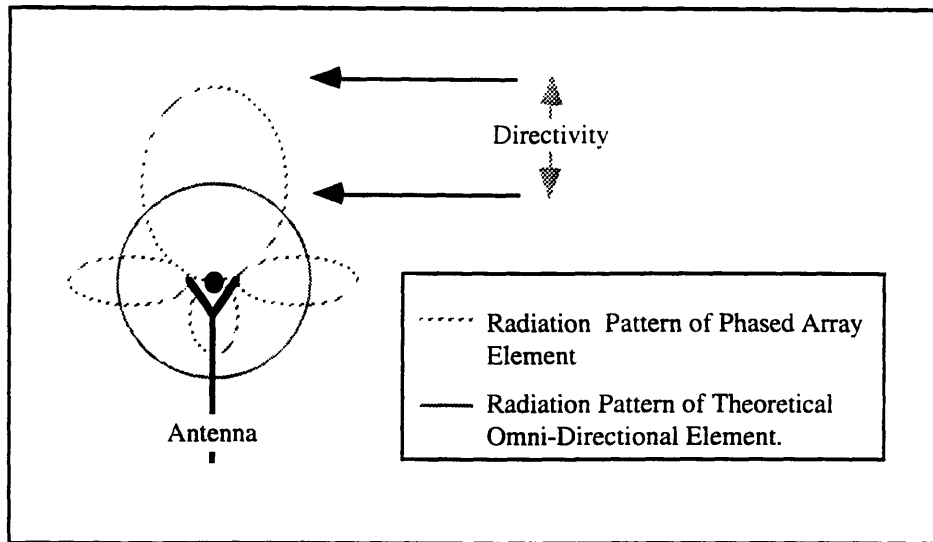 Directivity
Radiation Pattern of Phased Array
Element
Radiation Pattern of Theoretical
Omni-Directional Element.
Antenna